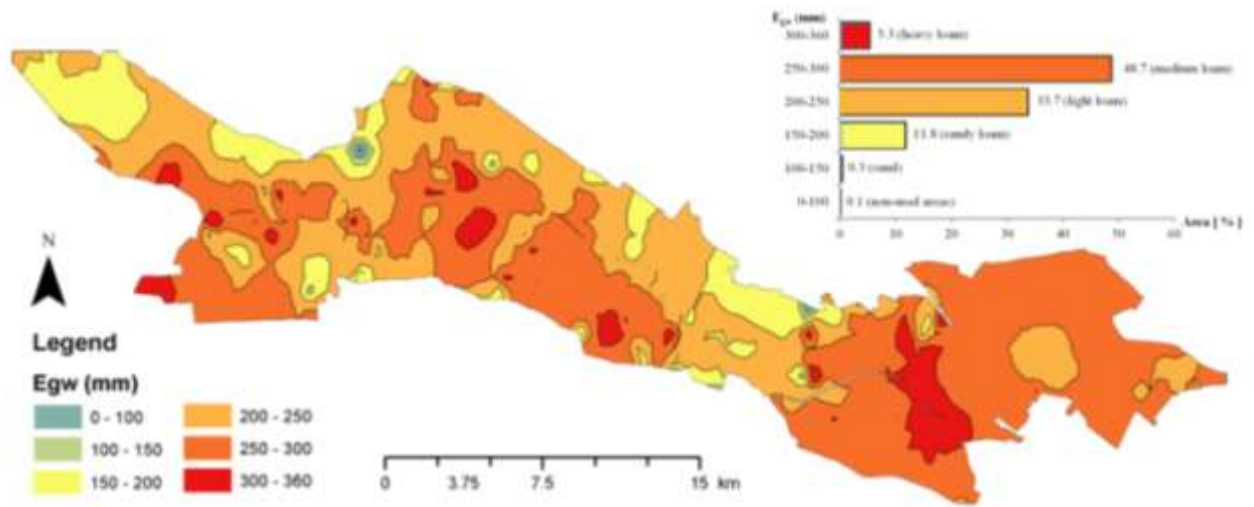 Egw (mm)
300-360
5.3 (heavy loam)
250-300
48.7 (medium loam)
200-250
33.7 (light loam)
150-200
11.8 (sandy loam)
100-150
0.3 (sand)
0-100
0.1 (non-used areas)
Area [ % ]
0 10 20 30 40 50 60
N
Legend
Egw (mm)
0 - 100
200 - 250
100 - 150
250 - 300
150 - 200
300 - 360
0 3.75 7.5 15 km